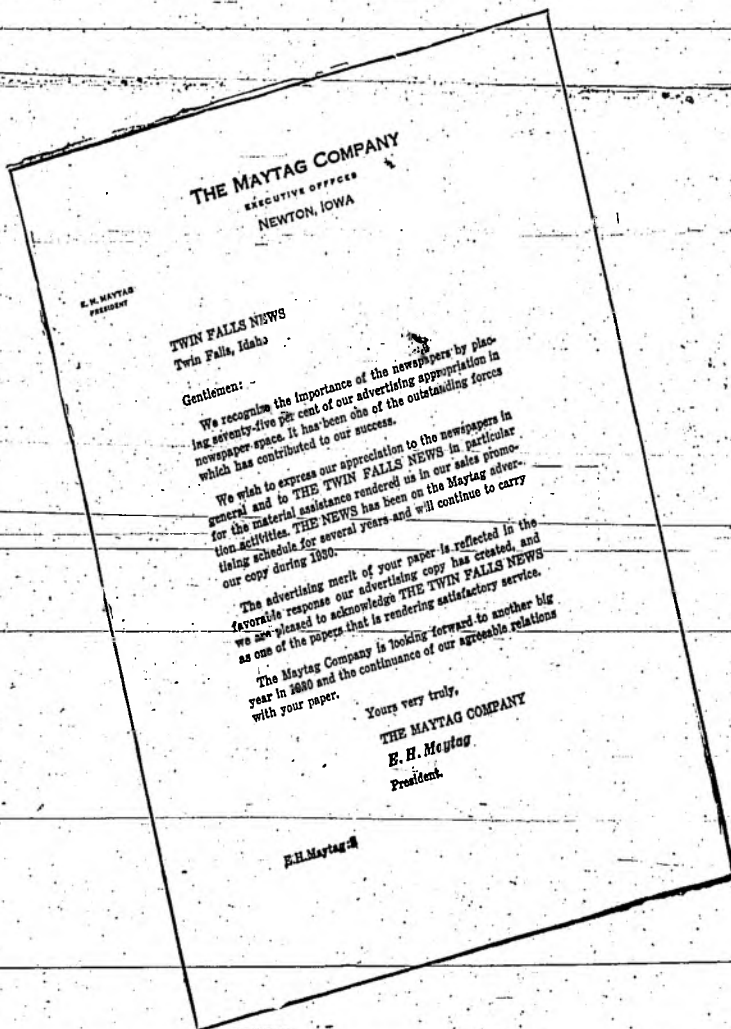 THE MAYTAG COMPANY
EXECUTIVE OFFICES
NEWTON, IOWA
E. H. MAYTAG
PRESIDENT
TWIN FALLS NEWS
Twin Falls, Idaho
Gentlemen:
We recognize the importance of the newspapers by plac-
ing seventy-five per cent of our advertising appropriation in
newspaper space. It has been one of the outstanding forces
which has contributed to our success.
We wish to express our appreciation to the newspapers in
general and to THE TWIN FALLS NEWS in particular
for the material assistance rendered us in our sales promo-
tion activities. THE NEWS has been on the Maytag adver-
tising schedule for several years and will continue to carry
our copy during 1930.
The advertising merit of your paper is reflected in the
favorable response our advertising copy has created, and
we are pleased to acknowledge THE TWIN FALLS NEWS
as one of the papers that is rendering satisfactory service.
The Maytag Company is looking forward to another big
year in 1930 and the continuance of our agreeable relations
with your paper.
Yours very truly,
THE MAYTAG COMPANY
E. H. Maytag
President.
E.H.Maytag: